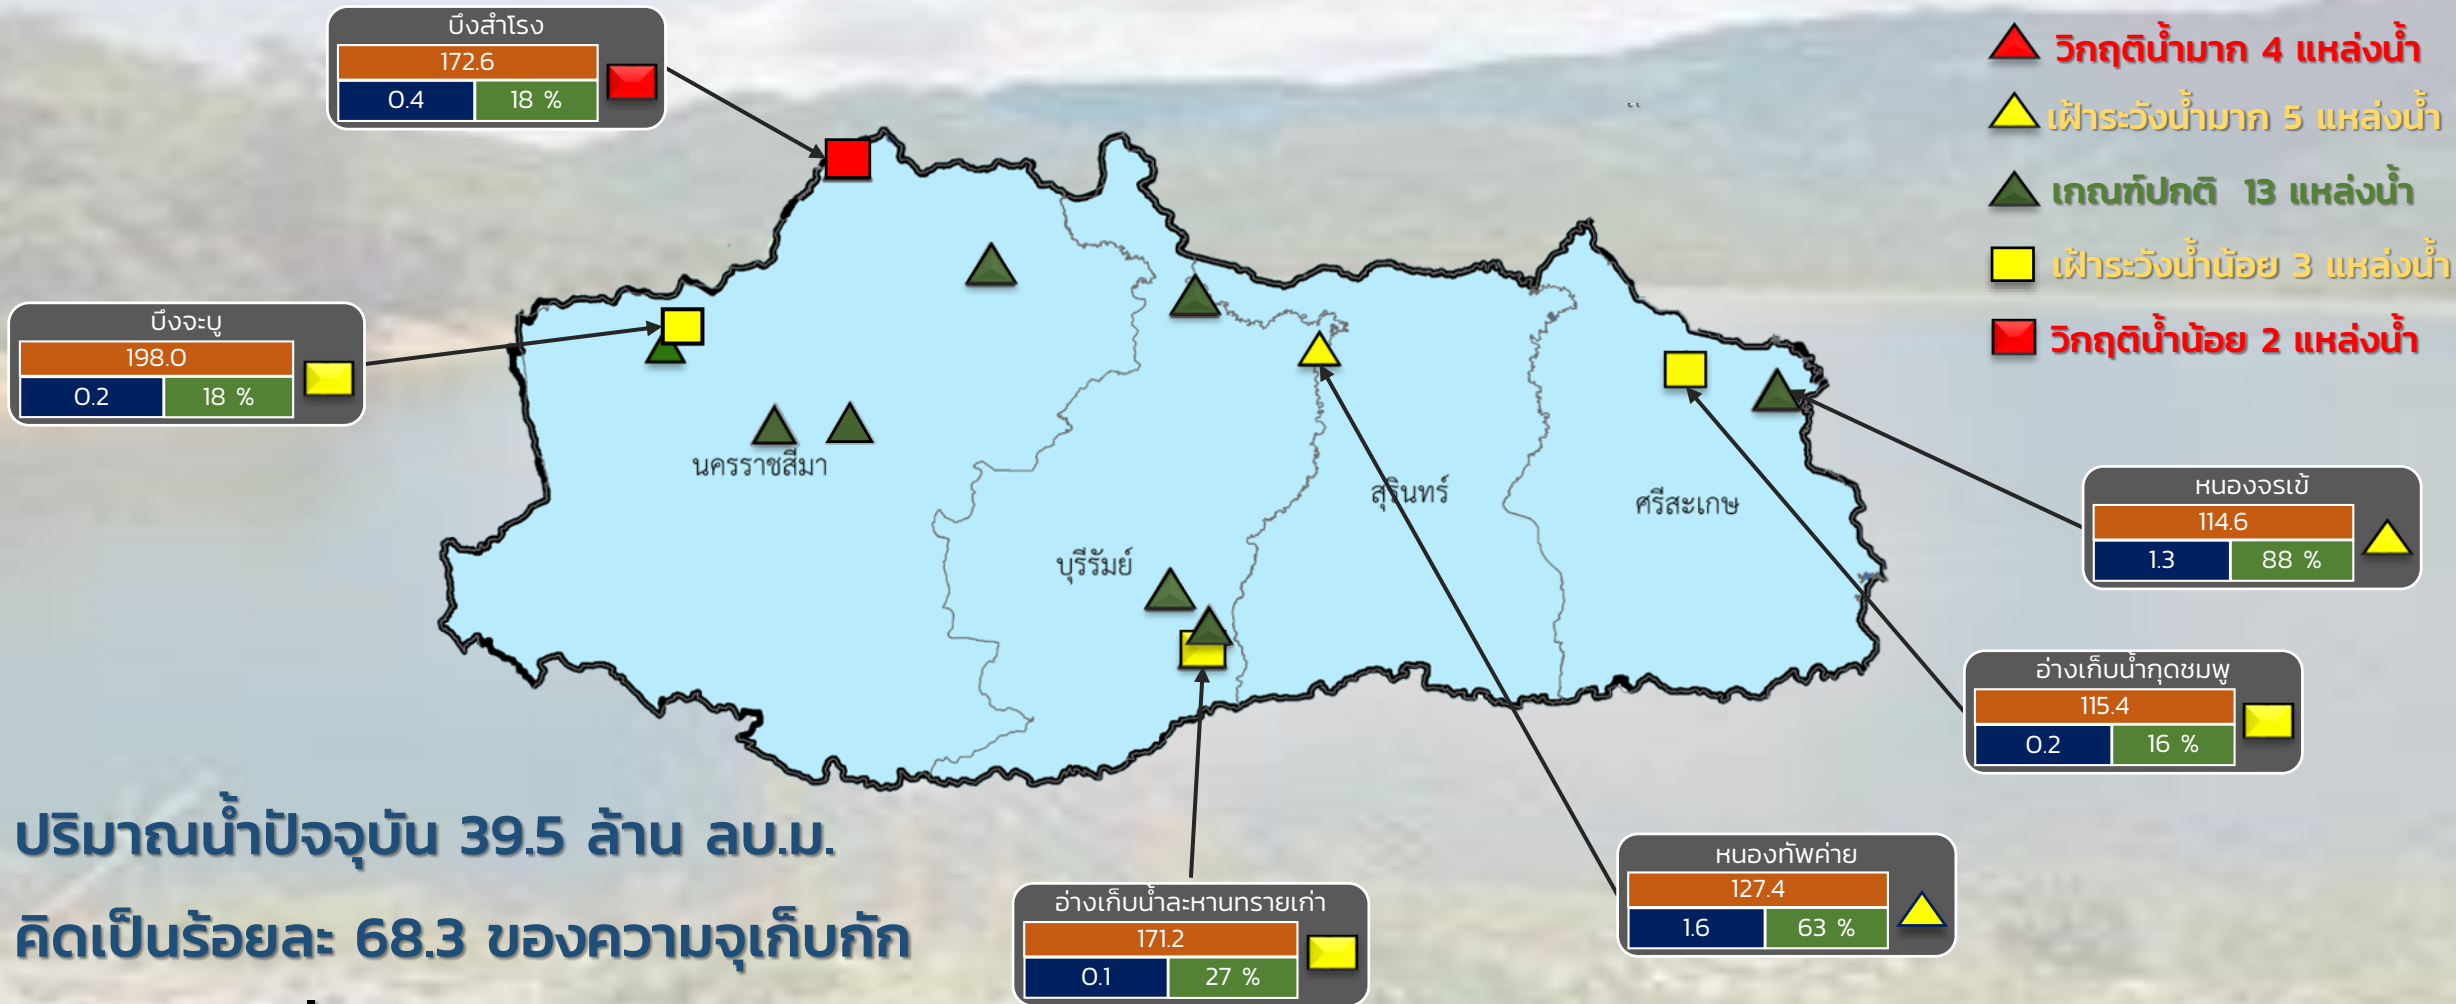 บึงสำโรง
172.6
0.4 18 %
วิกฤติน้ำมาก 4 แหล่งน้ำ
เฝ้าระวังน้ำมาก 5 แหล่งน้ำ
เกณฑ์ปกติ 13 แหล่งน้ำ
เฝ้าระวังน้ำน้อย 3 แหล่งน้ำ
วิกฤติน้ำน้อย 2 แหล่งน้ำ
บึงจะบู
198.0
0.2 18 %
นครราชสีมา
บุรีรัมย์
สุรินทร์
ศรีสะเกษ
หนองจรเข้
114.6
1.3 88 %
อ่างเก็บน้ำกุดชมพู
115.4
0.2 16 %
หนองทัพค่าย
127.4
1.6 63 %
อ่างเก็บน้ำละหานทรายเก่า
171.2
0.1 27 %
ปริมาณน้ำปัจจุบัน 39.5 ล้าน ลบ.ม.
คิดเป็นร้อยละ 68.3 ของความจุเก็บกัก